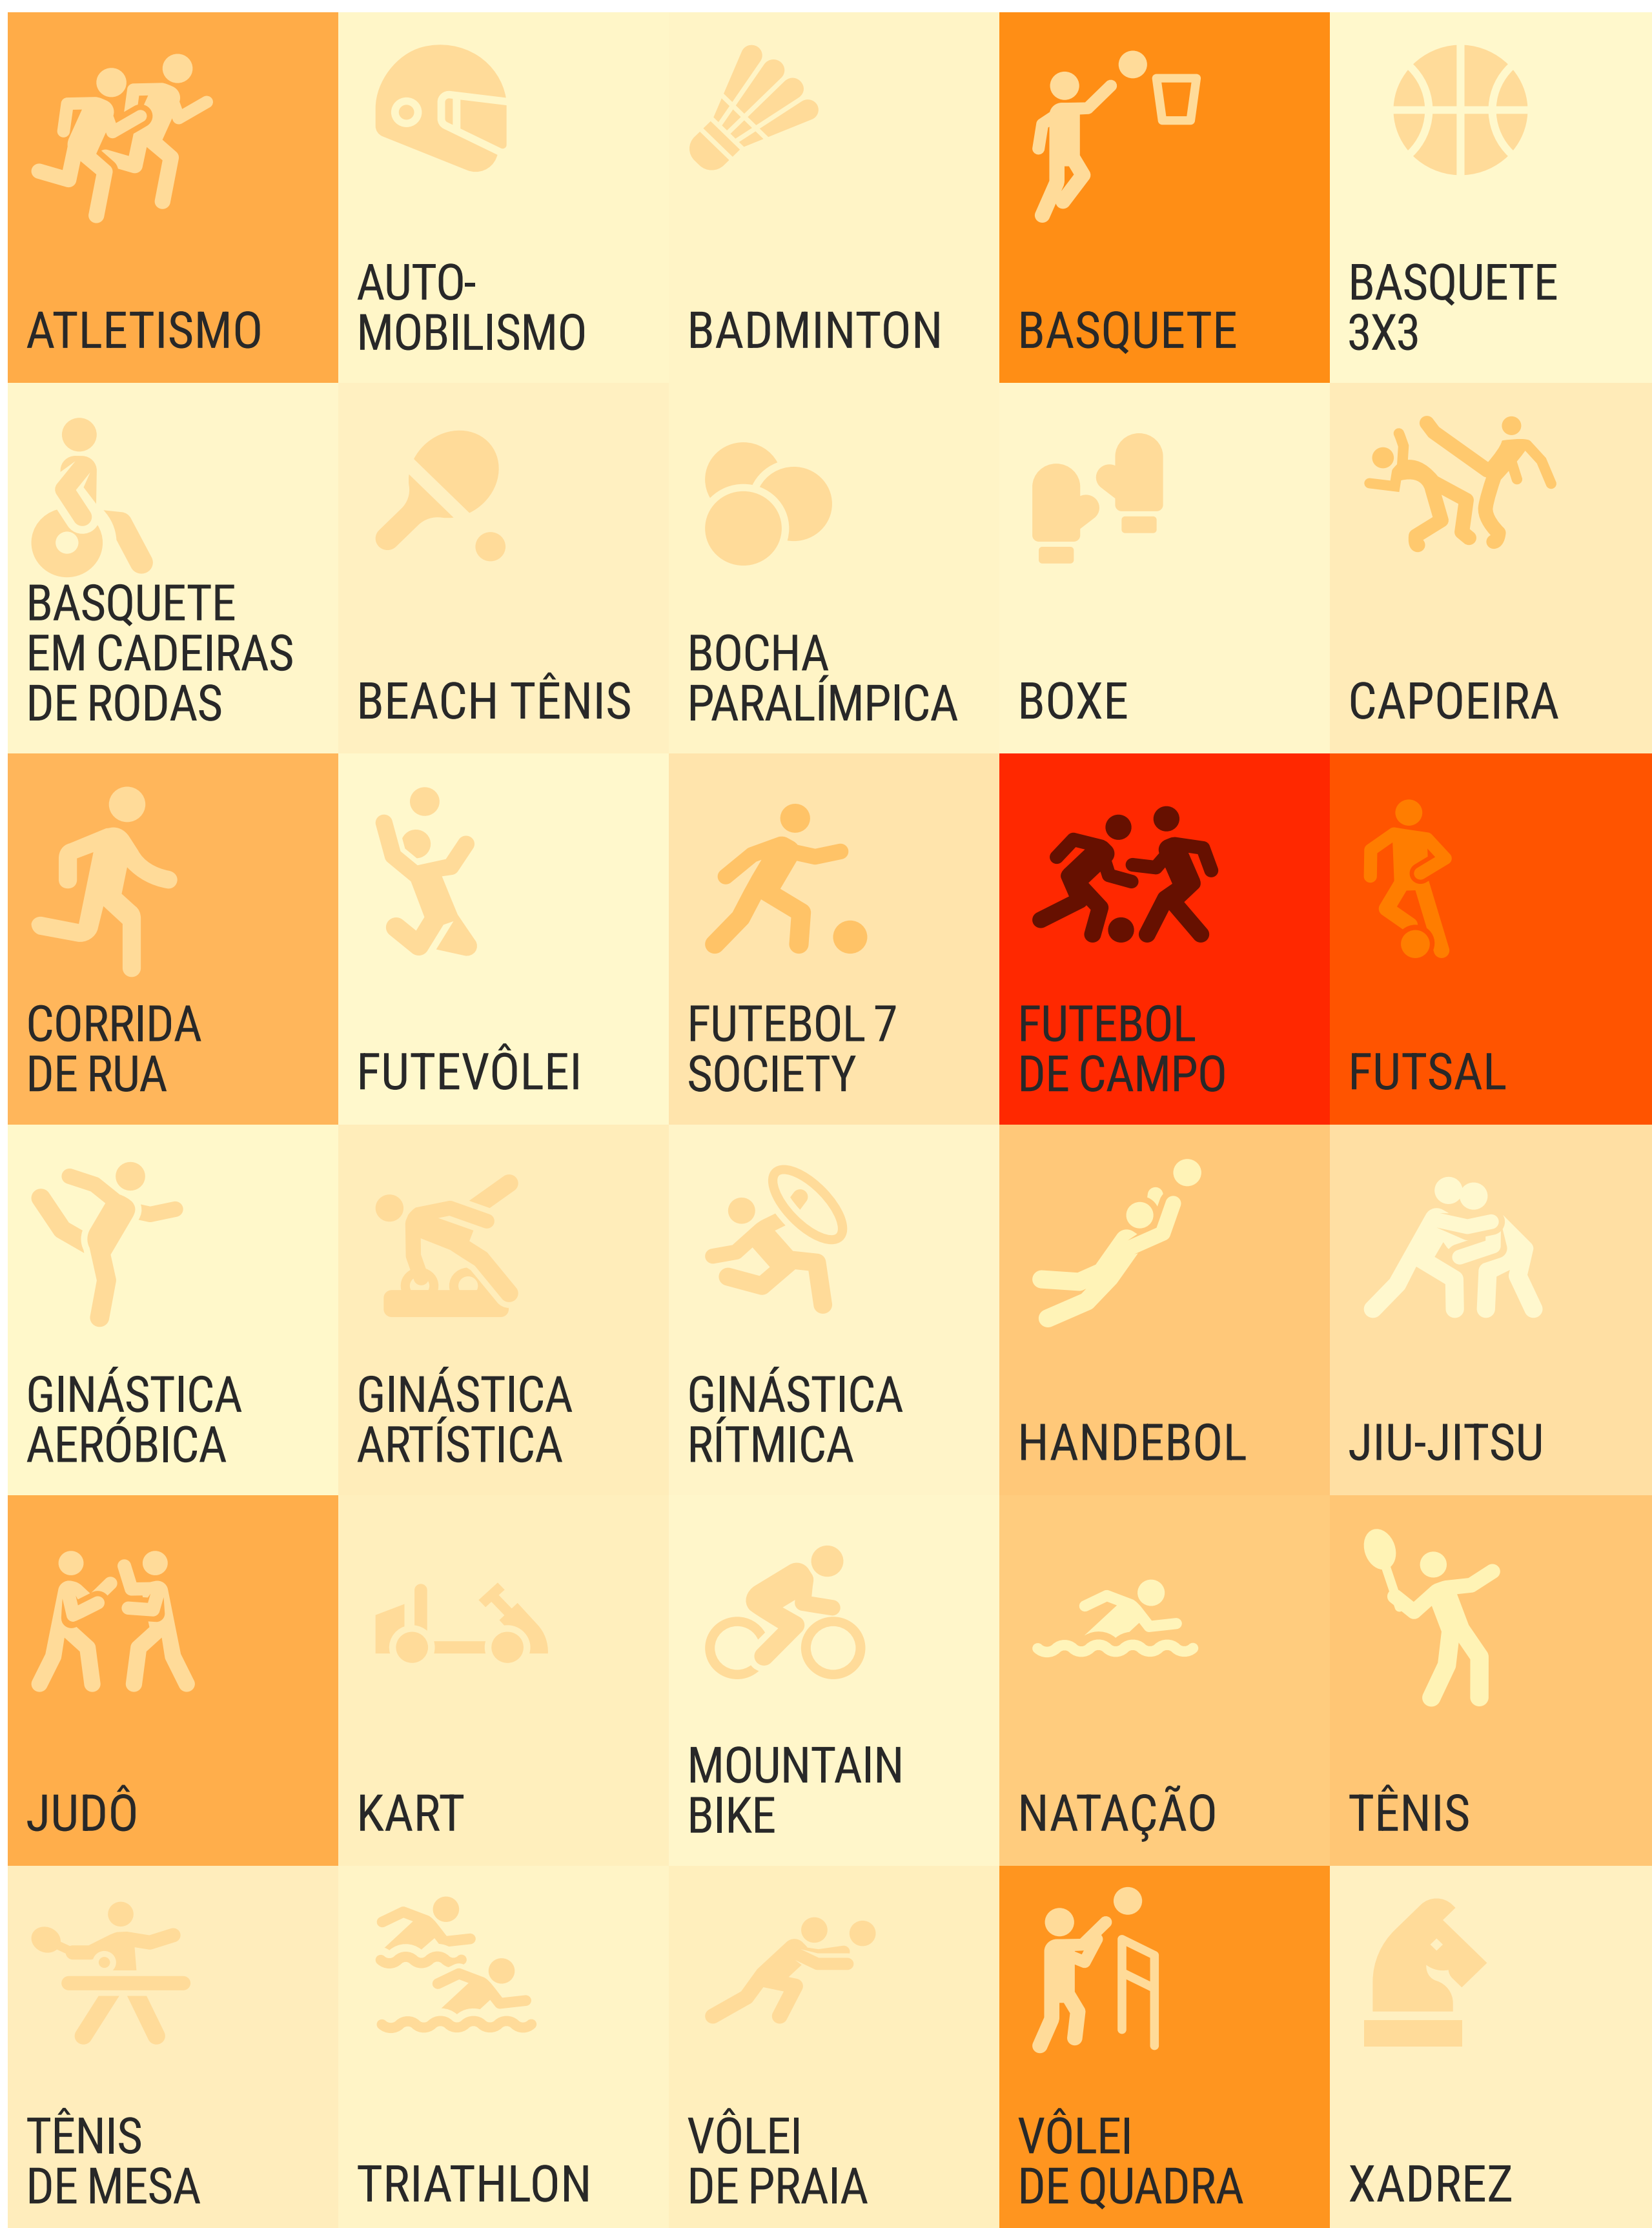 ATLETISMO
AUTO-
MOBILISMO
BADMINTON
BASQUETE
BASQUETE
3X3
BASQUETE
EM CADEIRAS
DE RODAS
BEACH TÊNIS
BOCHA
PARALÍMPICA
BOXE
CAPOEIRA
CORRIDA
DE RUA
FUTEVÔLEI
FUTEBOL 7
SOCIETY
FUTEBOL
DE CAMPO
FUTSAL
GINÁSTICA
AERÓBICA
GINÁSTICA
ARTÍSTICA
GINÁSTICA
RÍTMICA
HANDEBOL
JIU-JITSU
JUDÔ
KART
MOUNTAIN
BIKE
NATAÇÃO
TÊNIS
TÊNIS
DE MESA
TRIATHLON
VÔLEI
DE PRAIA
VÔLEI
DE QUADRA
XADREZ